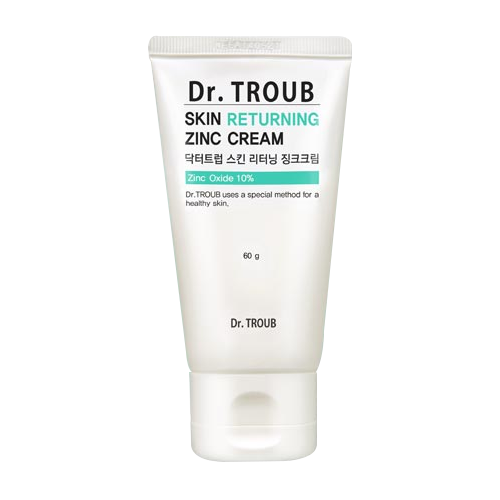 Dr. TROUB
SKIN RETURNING
ZINC CREAM
닥터트럽 스킨 리터닝 징크크림
Zinc Oxide 10%
Dr.TROUB uses a special method for a
healthy skin.
60 g
Dr. TROUB